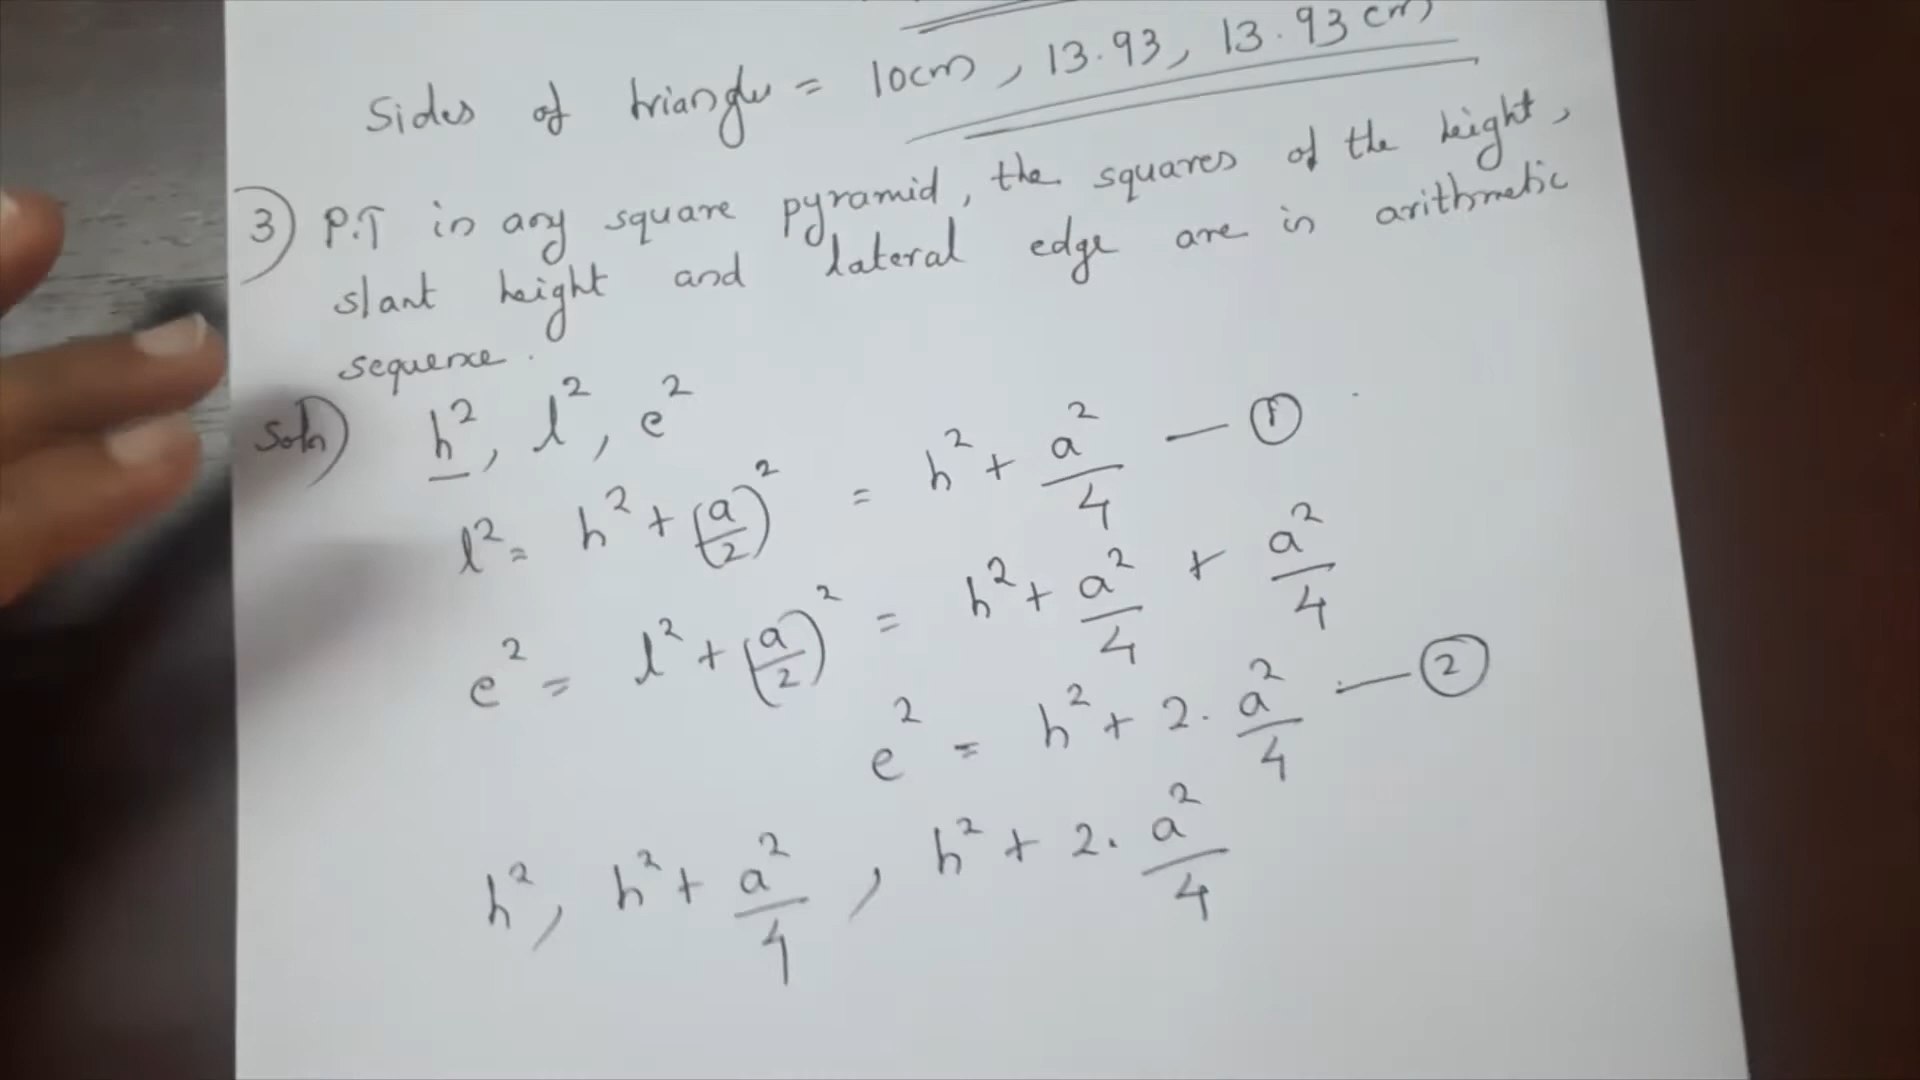 Sides of triangle = 10cm, 13.93, 13.93 cm
3) P.T in any square pyramid, the squares of the height,
slant height and lateral edge are in arithmetic
sequence.
Soln) h², l², e²
l² = h² + (a/2)² = h² + a²/4 — ①
e² = l² + (a/2)² = h² + a²/4 + a²/4
e² = h² + 2. a²/4 — ②
h², h² + a²/4, h² + 2. a²/4